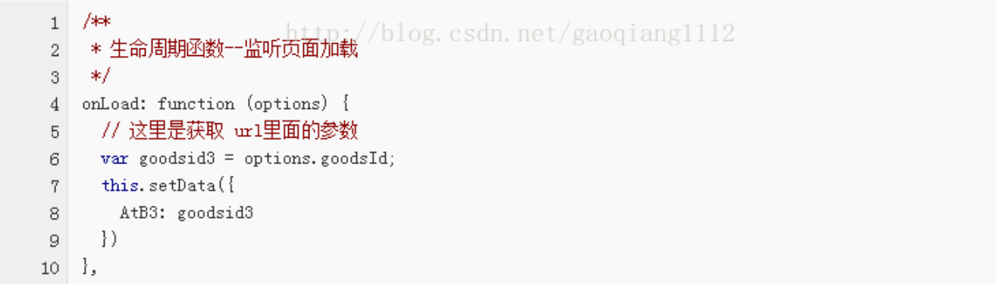 http://blog.csdn.net/gaoqiang1112
1 /**
2 * 生命周期函数--监听页面加载
3 */
4 onLoad: function (options) {
5 // 这里是获取 url里面的参数
6 var goodsid3 = options.goodsId;
7 this.setData({
8 AtB3: goodsid3
9 })
10 },